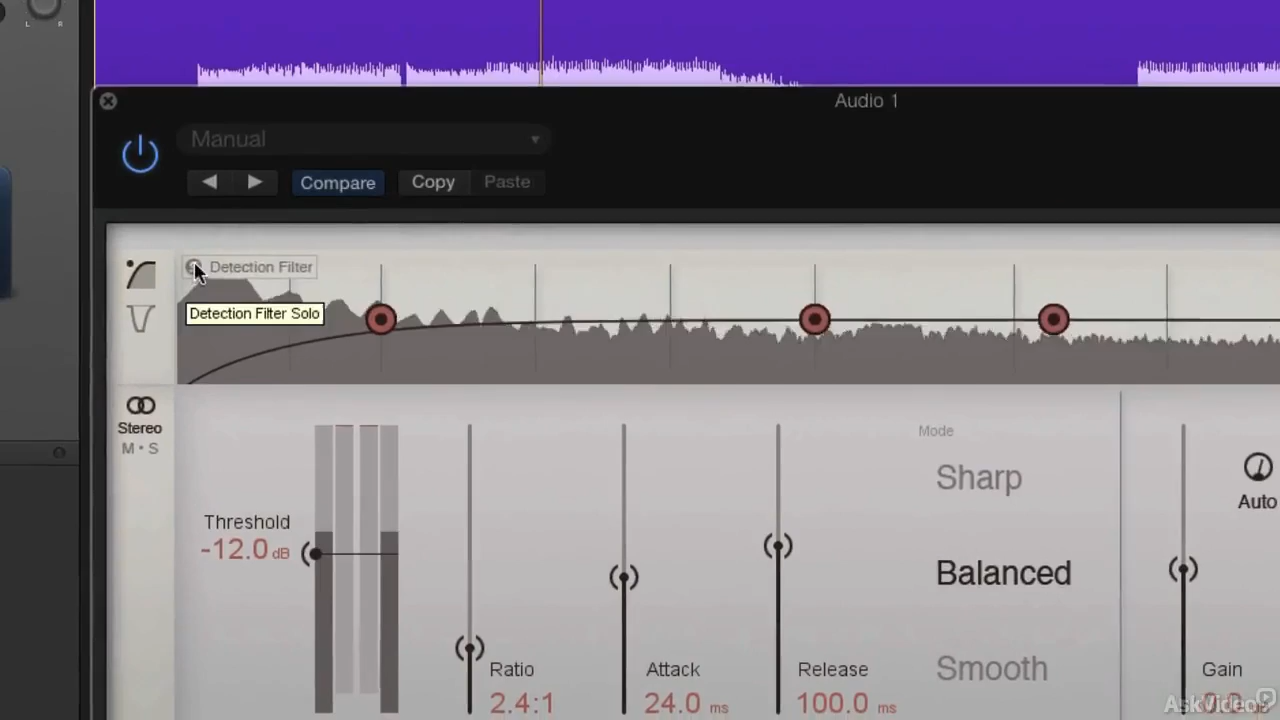 L R
Audio 1
Manual
Compare Copy Paste
Detection Filter
Detection Filter Solo
Stereo
M • S
Mode
Sharp
Threshold
-12.0 dB
Auto
Balanced
Ratio Attack Release Smooth Gain
2.4:1 24.0 ms 100.0 ms
AskVideo